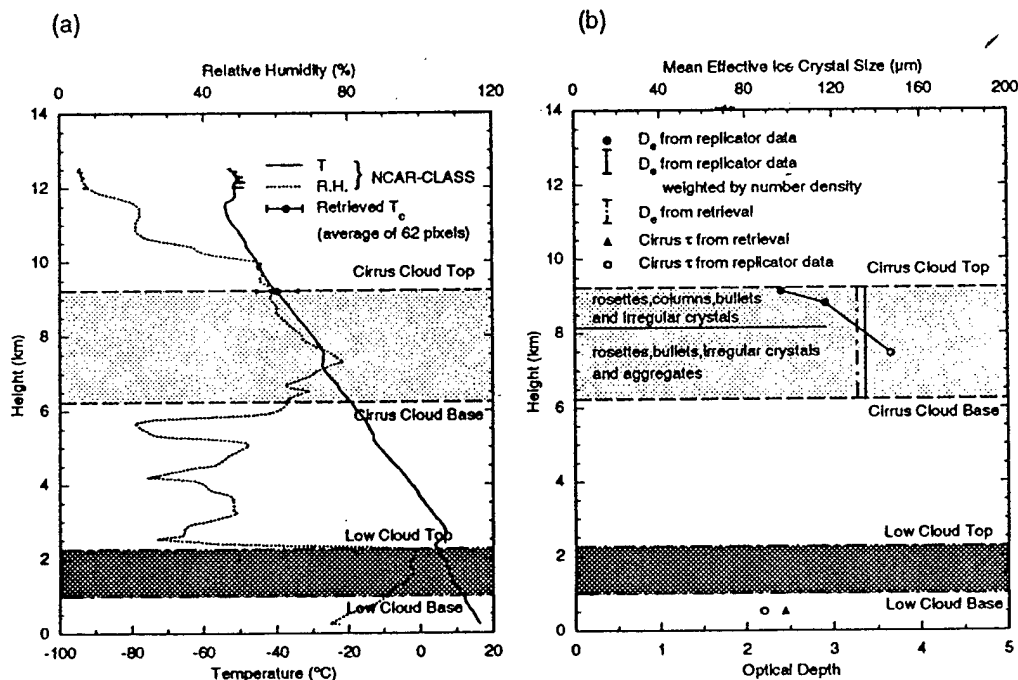 (a)
Relative Humidity (%)
0 40 80 120
14
12
10
8
6
4
2
0
Height (km)
T
R.H.
} NCAR-CLASS
Retrieved Tc
(average of 62 pixels)
Cirrus Cloud Top
Cirrus Cloud Base
Low Cloud Top
Low Cloud Base
-100 -80 -60 -40 -20 0 20
Temperature (°C)
(b)
Mean Effective Ice Crystal Size (μm)
0 40 80 120 160 200
14
12
10
8
6
4
2
0
Height (km)
De from replicator data
De from replicator data
weighted by number density
De from retrieval
Cirrus τ from retrieval
Cirrus τ from replicator data
Cirrus Cloud Top
rosettes,columns,bullets
and irregular crystals
rosettes,bullets,irregular crystals
and aggregates
Cirrus Cloud Base
Low Cloud Top
Low Cloud Base
0 1 2 3 4 5
Optical Depth